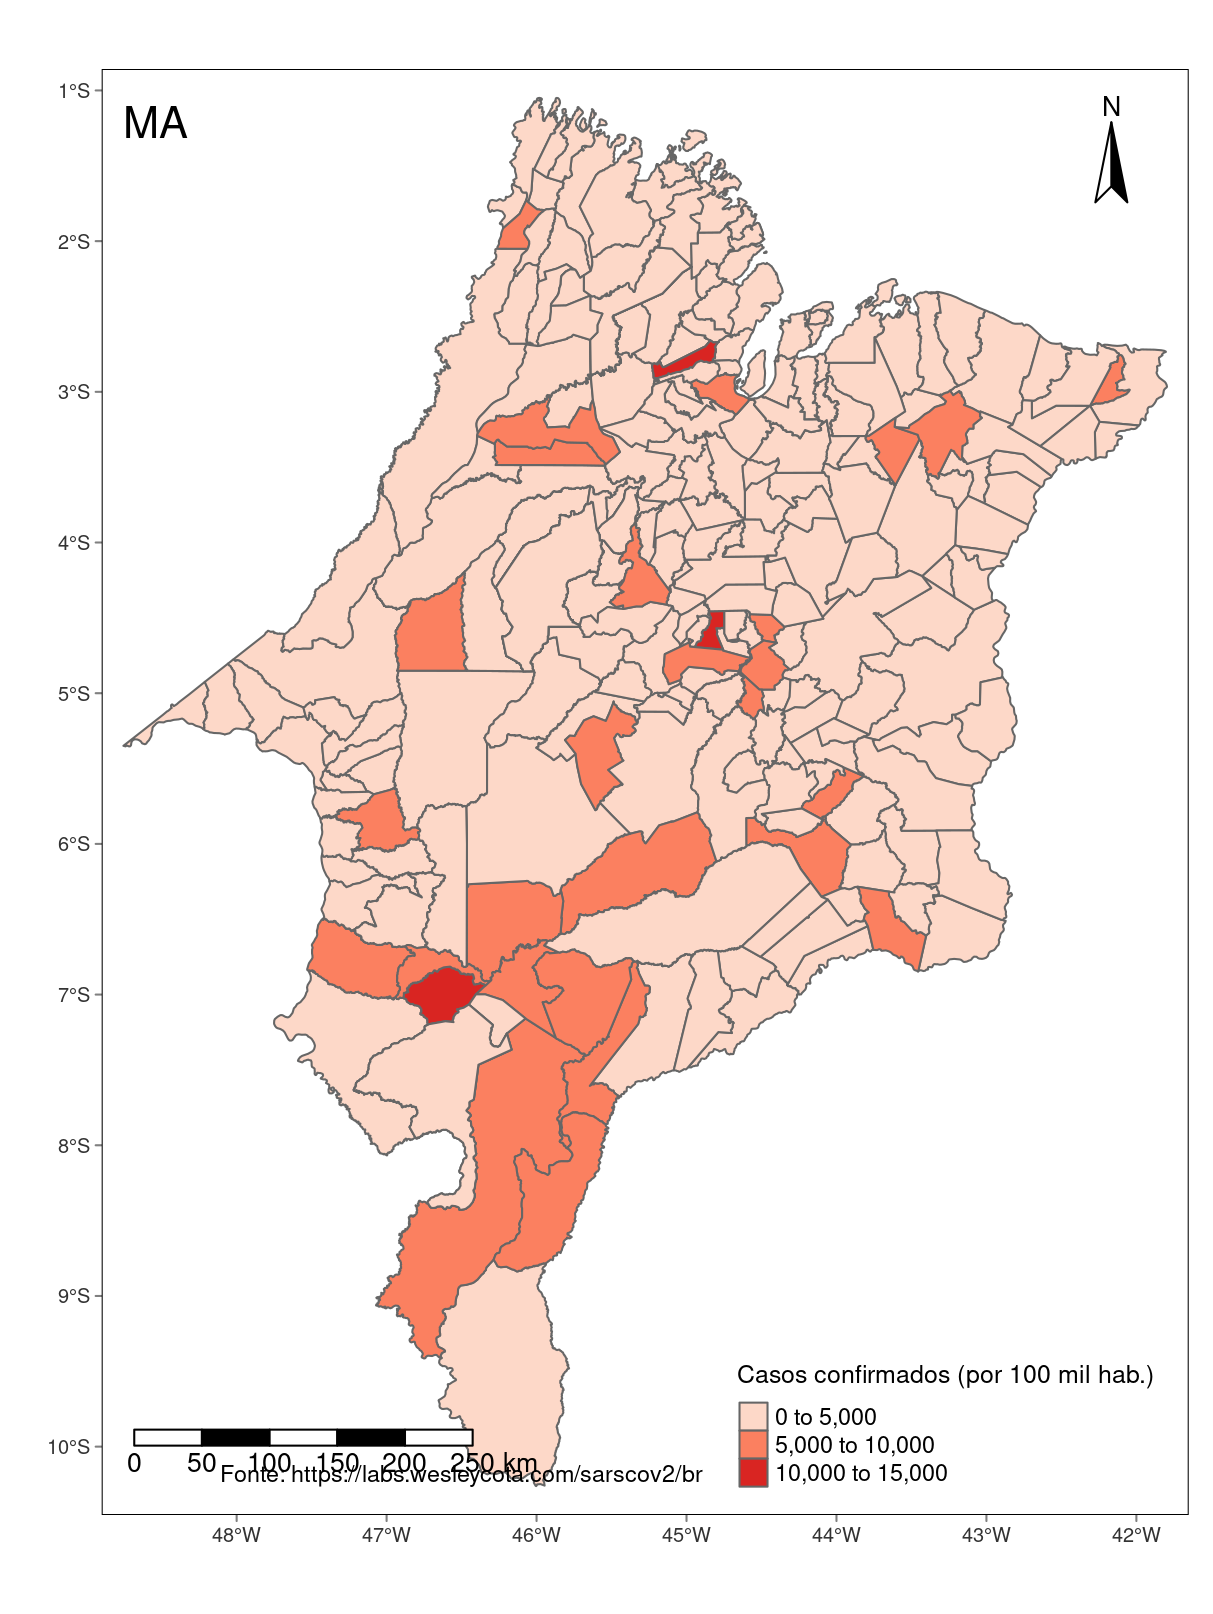 MA
N
1°S
2°S
3°S
4°S
5°S
6°S
7°S
8°S
9°S
10°S
Casos confirmados (por 100 mil hab.)
0 to 5,000
5,000 to 10,000
10,000 to 15,000
0 50 100 150 200 250 km
Fonte: https://labs.wesleycota.com/sarscov2/br
48°W 47°W 46°W 45°W 44°W 43°W 42°W